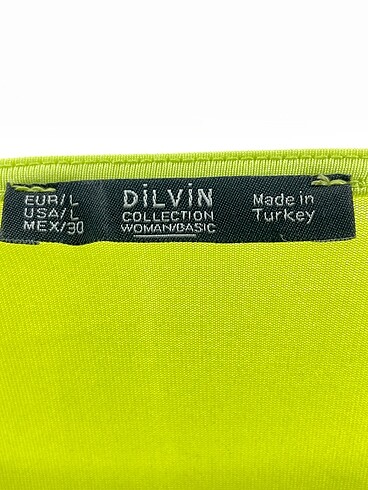 EUR/L
USA/L
MEX/30
DİLVİN
COLLECTION
WOMAN/BASIC
Made in
Turkey